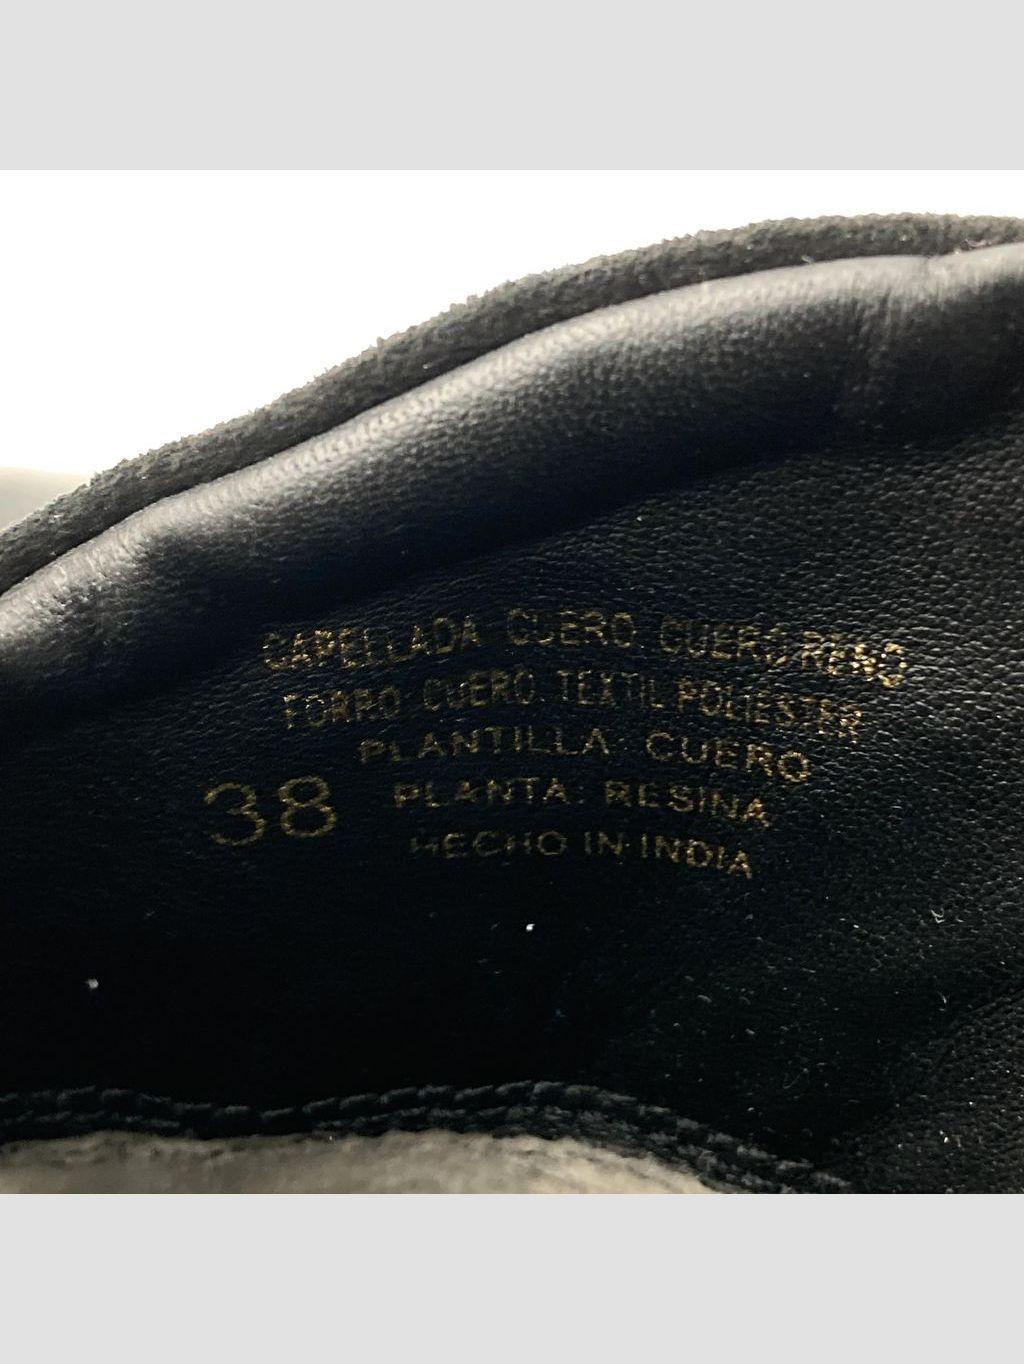 CAPELLADA CUERO CUERO RENO
FORRO CUERO TEXTIL POLIESTER
PLANTILLA: CUERO
38
PLANTA: RESINA
HECHO IN INDIA